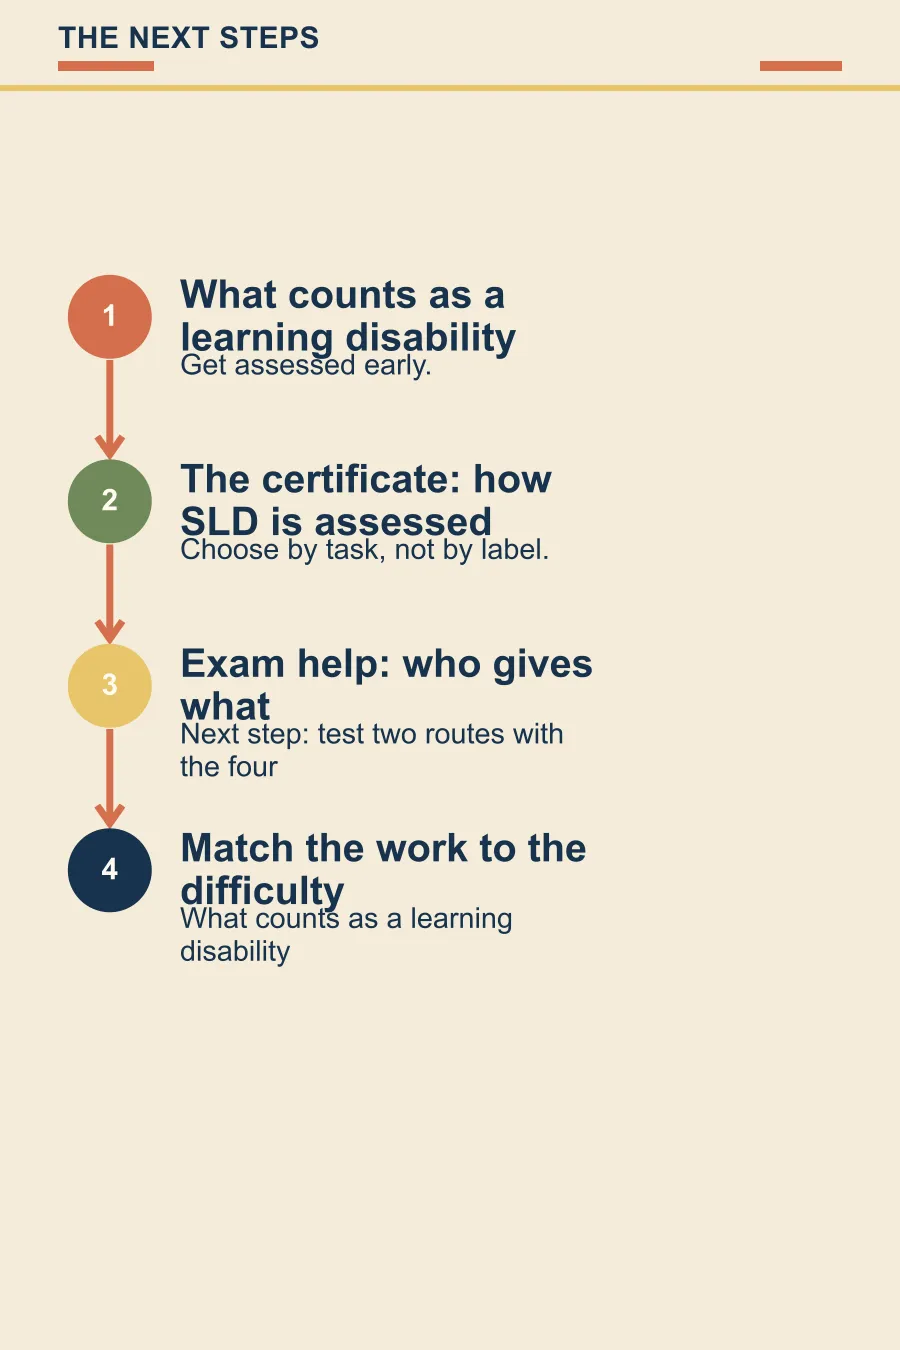 THE NEXT STEPS
1
What counts as a
learning disability
Get assessed early.
2
The certificate: how
SLD is assessed
Choose by task, not by label.
3
Exam help: who gives
what
Next step: test two routes with
the four
4
Match the work to the
difficulty
What counts as a learning
disability